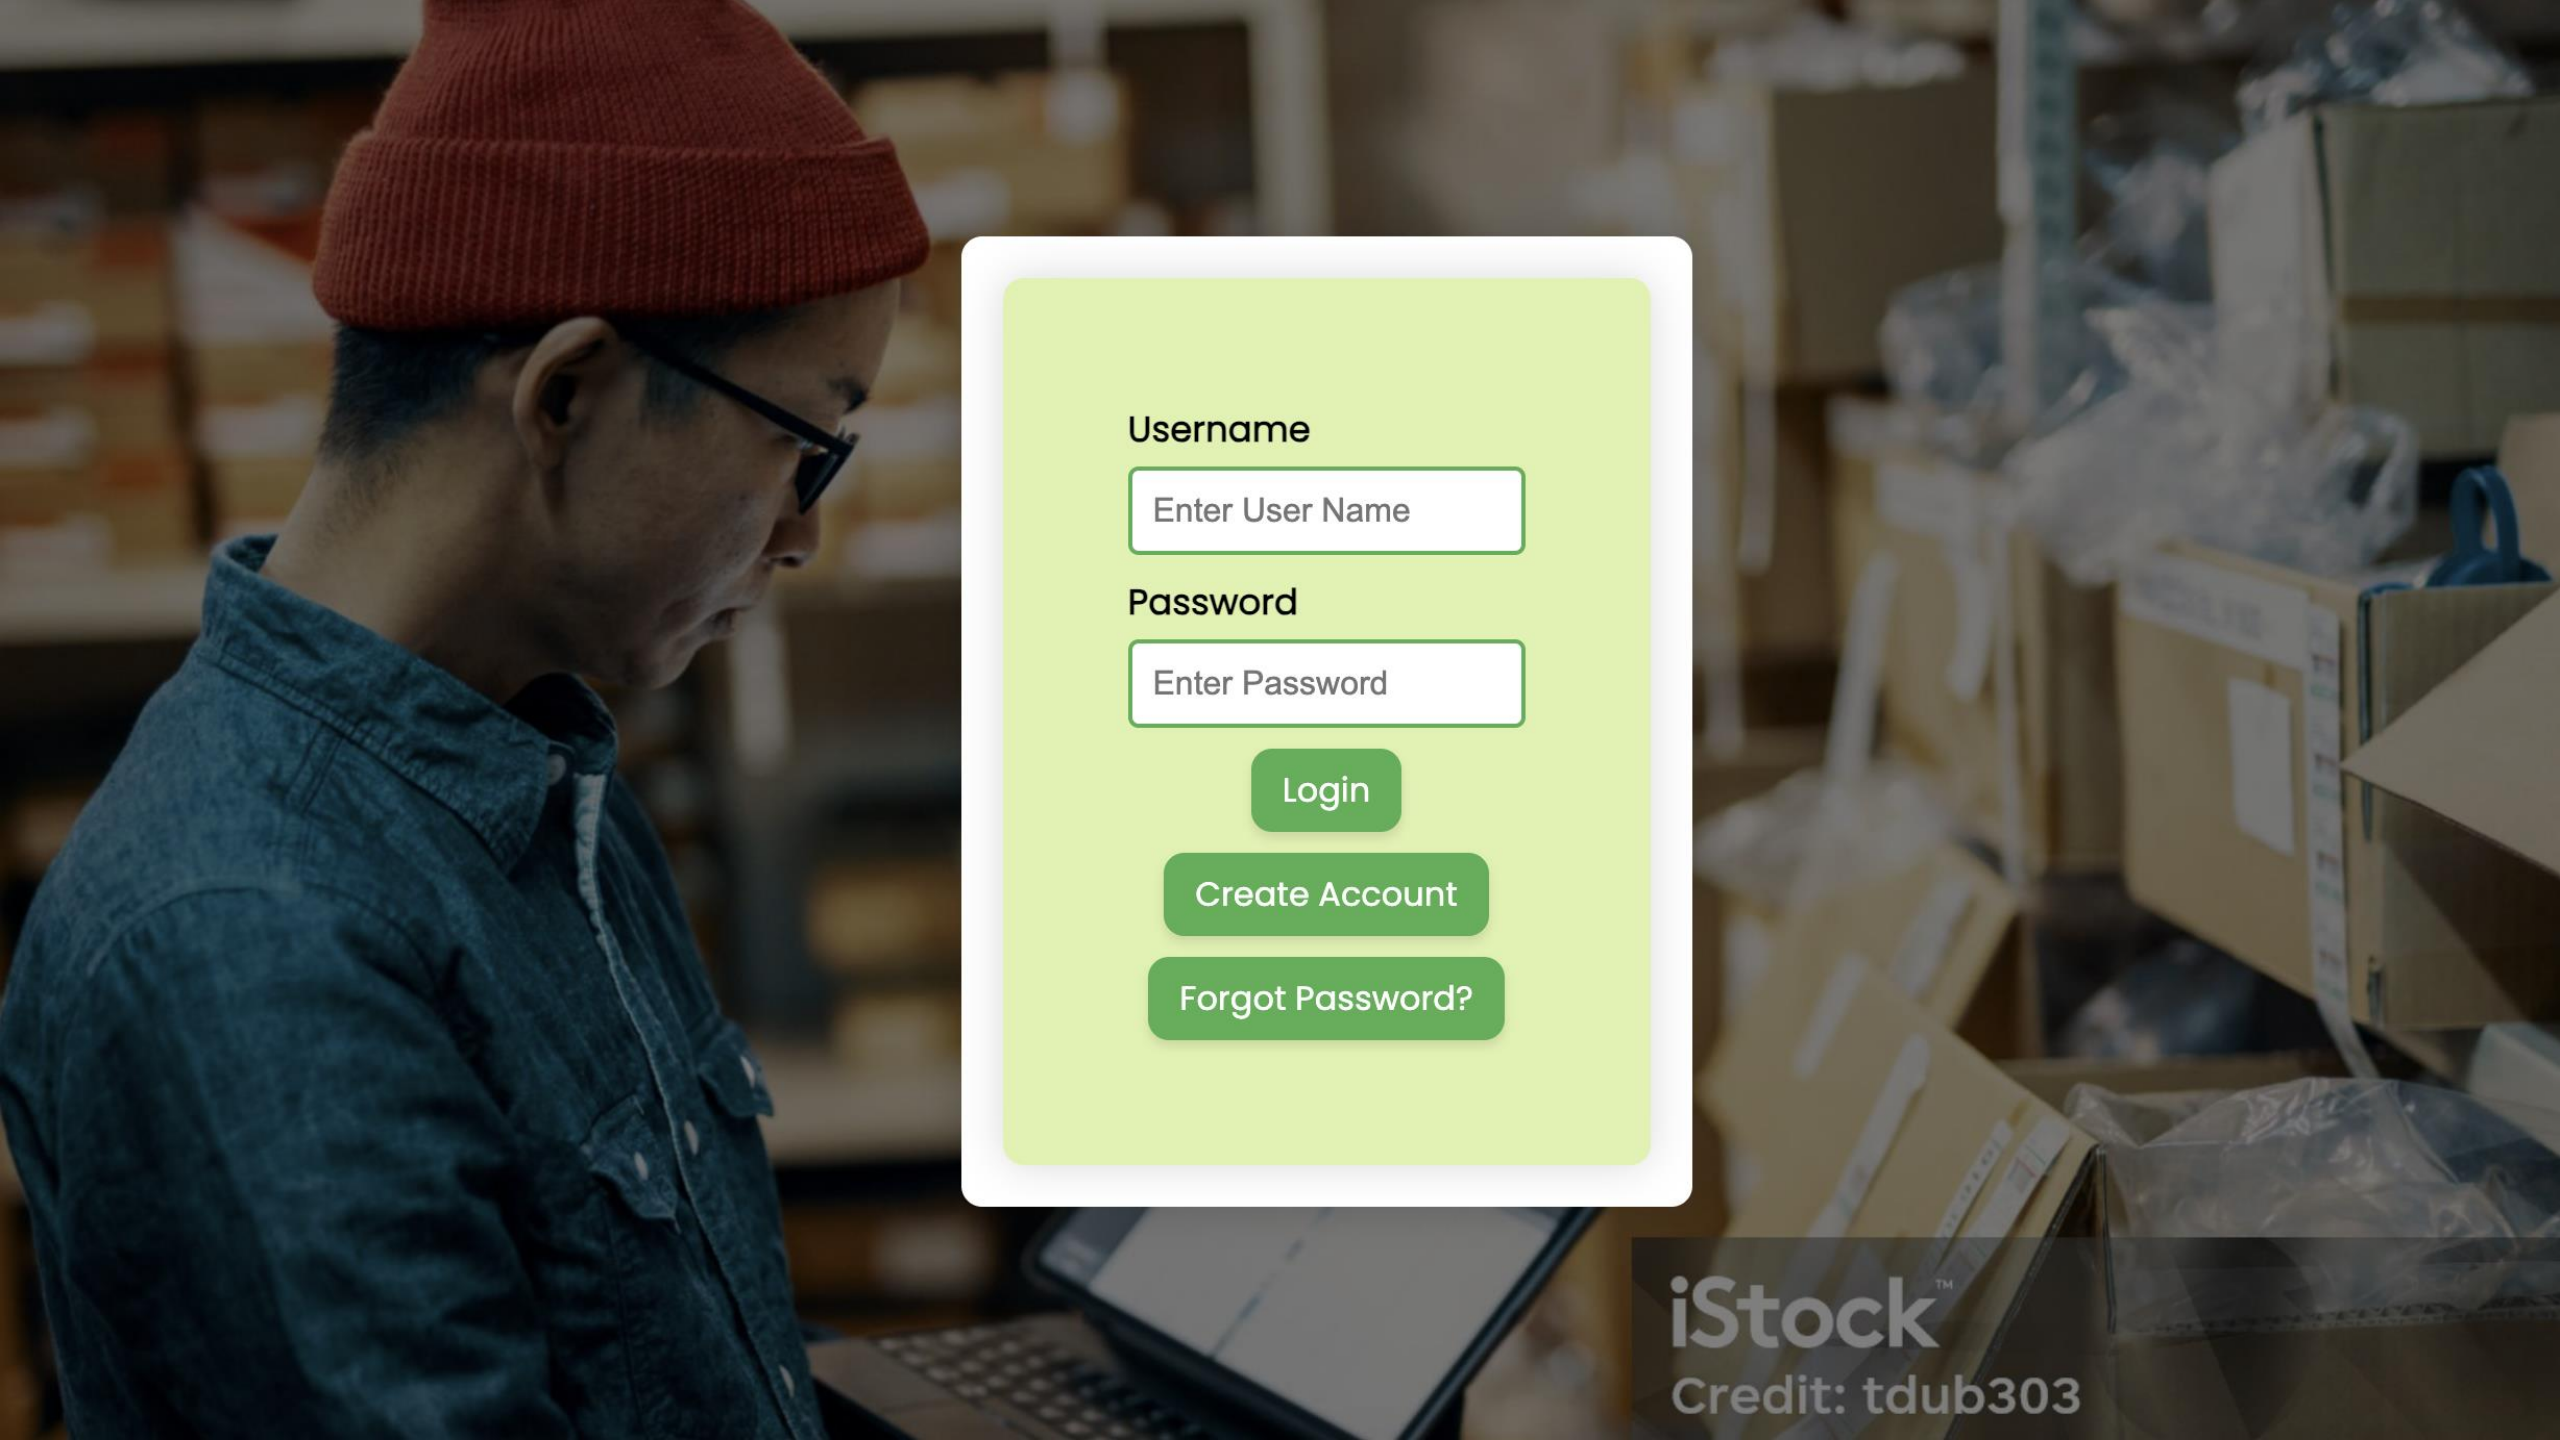 Username
Enter User Name
Password
Enter Password
Login
Create Account
Forgot Password?
iStock™
Credit: tdub303